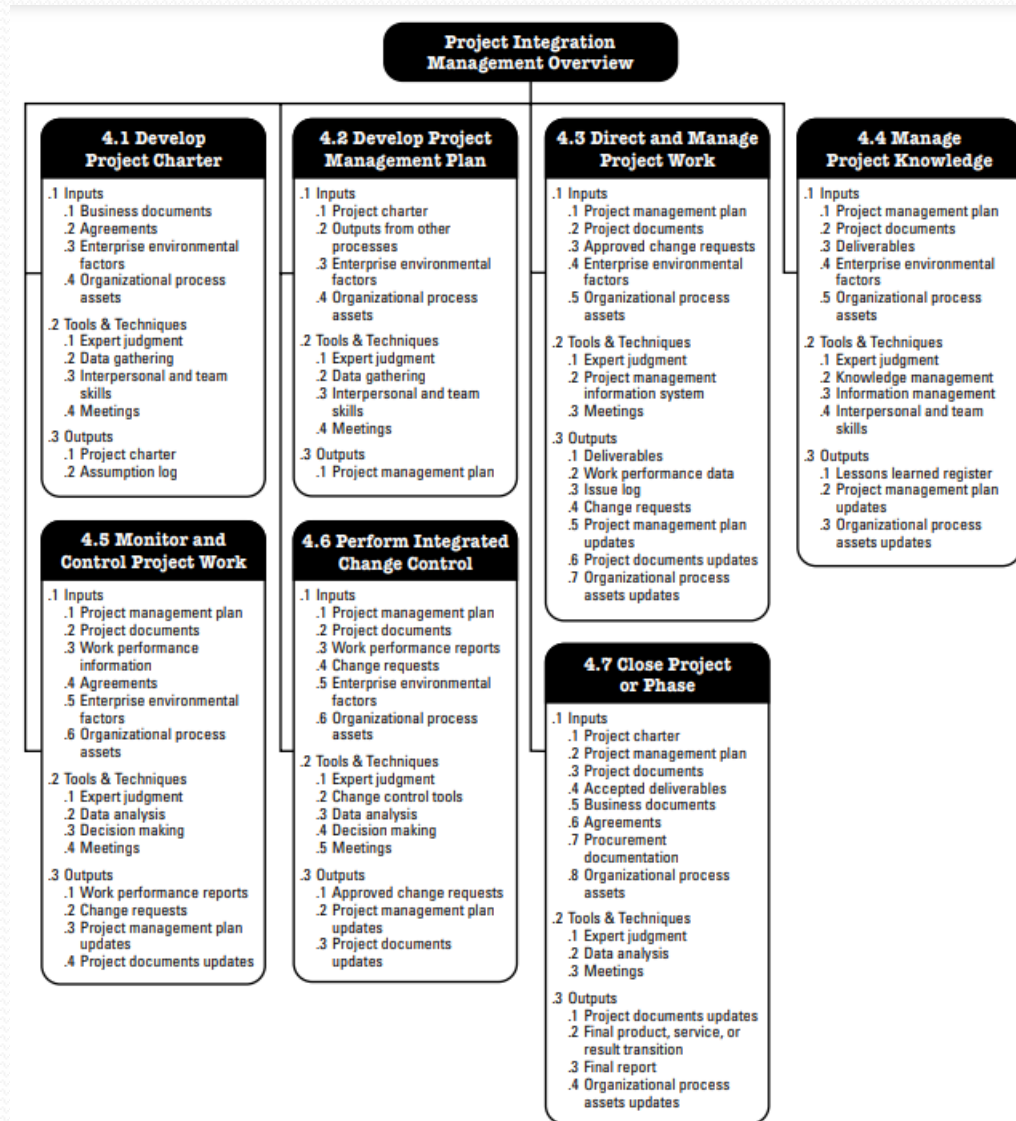 Project Integration
Management Overview
4.1 Develop
Project Charter
.1 Inputs
.1 Business documents
.2 Agreements
.3 Enterprise environmental
factors
.4 Organizational process
assets
.2 Tools & Techniques
.1 Expert judgment
.2 Data gathering
.3 Interpersonal and team
skills
.4 Meetings
.3 Outputs
.1 Project charter
.2 Assumption log
4.2 Develop Project
Management Plan
.1 Inputs
.1 Project charter
.2 Outputs from other
processes
.3 Enterprise environmental
factors
.4 Organizational process
assets
.2 Tools & Techniques
.1 Expert judgment
.2 Data gathering
.3 Interpersonal and team
skills
.4 Meetings
.3 Outputs
.1 Project management plan
4.3 Direct and Manage
Project Work
.1 Inputs
.1 Project management plan
.2 Project documents
.3 Approved change requests
.4 Enterprise environmental
factors
.5 Organizational process
assets
.2 Tools & Techniques
.1 Expert judgment
.2 Project management
information system
.3 Meetings
.3 Outputs
.1 Deliverables
.2 Work performance data
.3 Issue log
.4 Change requests
.5 Project management plan
updates
.6 Project documents updates
.7 Organizational process
assets updates
4.4 Manage
Project Knowledge
.1 Inputs
.1 Project management plan
.2 Project documents
.3 Deliverables
.4 Enterprise environmental
factors
.5 Organizational process
assets
.2 Tools & Techniques
.1 Expert judgment
.2 Knowledge management
.3 Information management
.4 Interpersonal and team
skills
.3 Outputs
.1 Lessons learned register
.2 Project management plan
updates
.3 Organizational process
assets updates
4.5 Monitor and
Control Project Work
.1 Inputs
.1 Project management plan
.2 Project documents
.3 Work performance
information
.4 Agreements
.5 Enterprise environmental
factors
.6 Organizational process
assets
.2 Tools & Techniques
.1 Expert judgment
.2 Data analysis
.3 Decision making
.4 Meetings
.3 Outputs
.1 Work performance reports
.2 Change requests
.3 Project management plan
updates
.4 Project documents updates
4.6 Perform Integrated
Change Control
.1 Inputs
.1 Project management plan
.2 Project documents
.3 Work performance reports
.4 Change requests
.5 Enterprise environmental
factors
.6 Organizational process
assets
.2 Tools & Techniques
.1 Expert judgment
.2 Change control tools
.3 Data analysis
.4 Decision making
.5 Meetings
.3 Outputs
.1 Approved change requests
.2 Project management plan
updates
.3 Project documents
updates
4.7 Close Project
or Phase
.1 Inputs
.1 Project charter
.2 Project management plan
.3 Project documents
.4 Accepted deliverables
.5 Business documents
.6 Agreements
.7 Procurement
documentation
.8 Organizational process
assets
.2 Tools & Techniques
.1 Expert judgment
.2 Data analysis
.3 Meetings
.3 Outputs
.1 Project documents updates
.2 Final product, service, or
result transition
.3 Final report
.4 Organizational process
assets updates